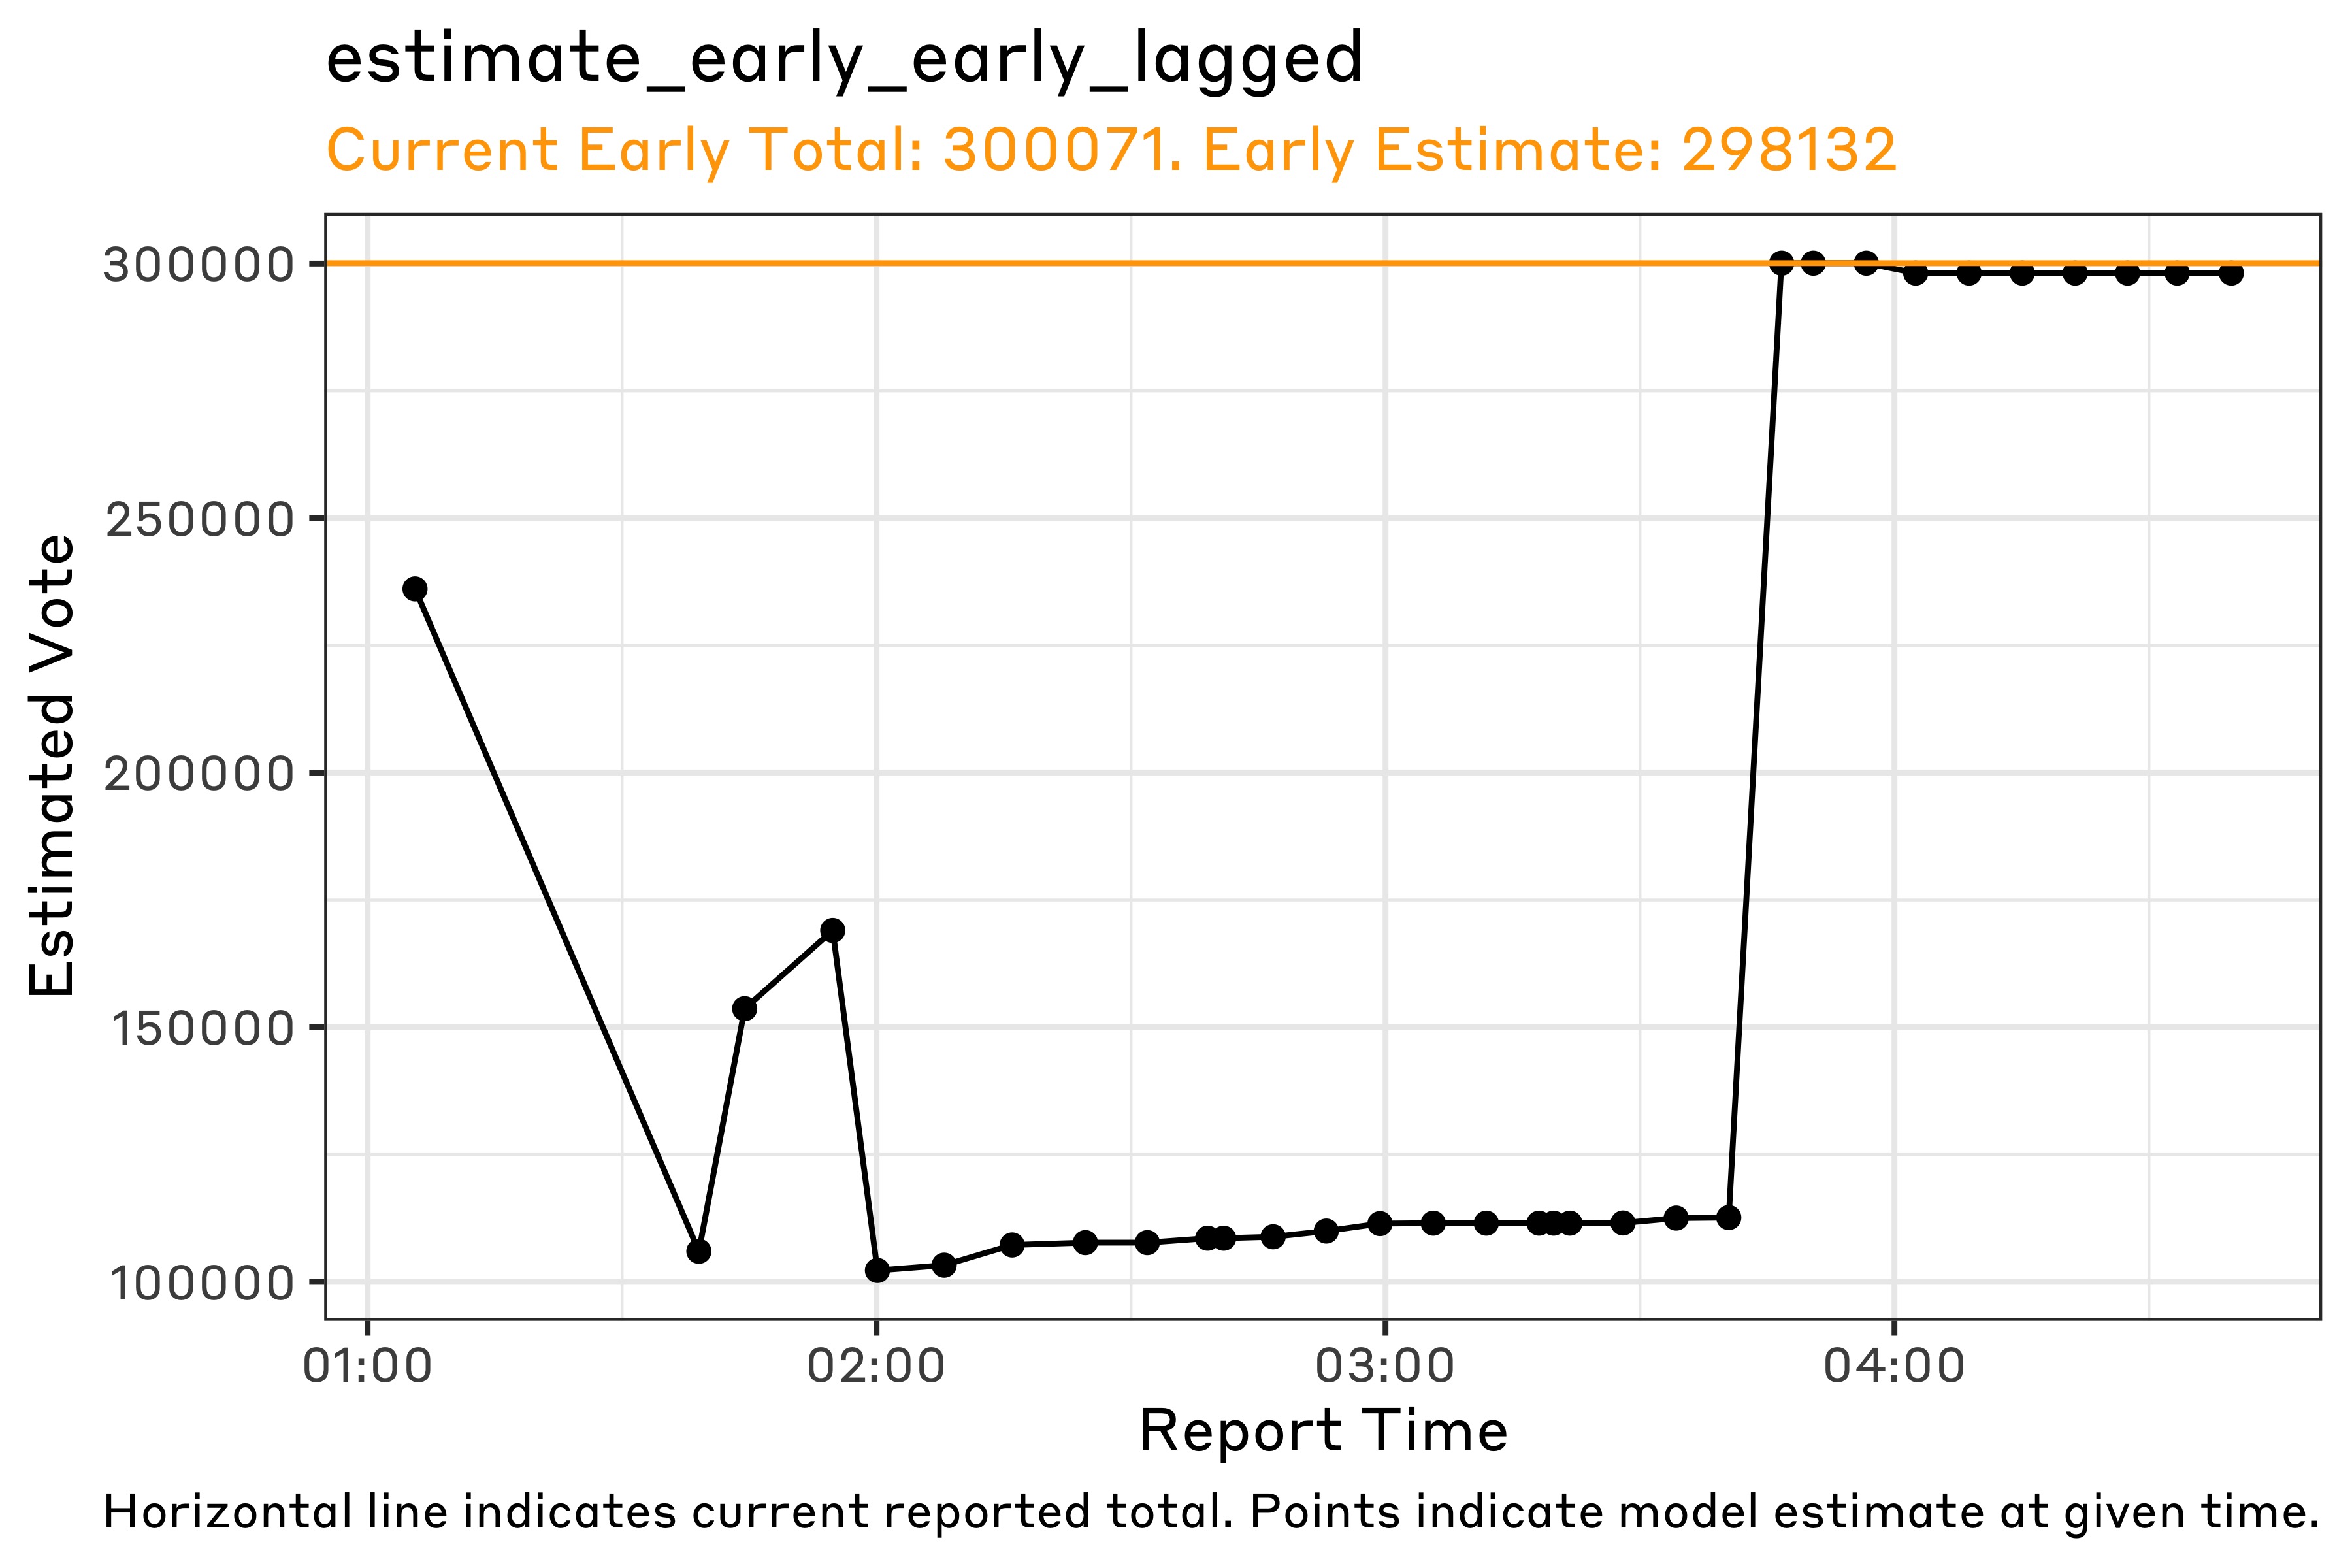 estimate_early_early_lagged
Current Early Total: 300071. Early Estimate: 298132
300000
250000
200000
150000
100000
Estimated Vote
01:00 02:00 03:00 04:00
Report Time
Horizontal line indicates current reported total. Points indicate model estimate at given time.